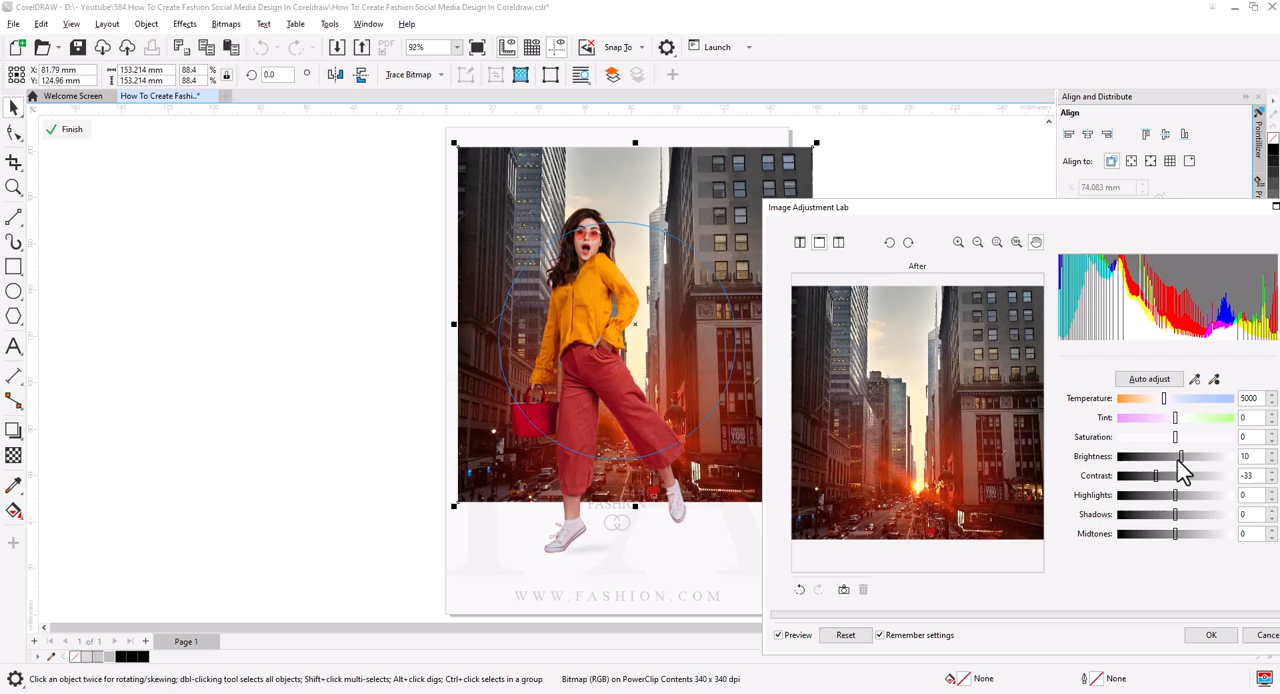 CorelDRAW - D:\- Youtube\584 How To Create Fashion Social Media Design In Coreldraw\How To Create Fashion Social Media Design In Coreldraw.cdr*
File Edit View Layout Object Effects Bitmaps Text Table Tools Window Help
PDF 92% Snap To Launch
X: 81.79 mm 153.214 mm 88.4 % 0.0 Trace Bitmap
Y: 124.96 mm 153.214 mm 88.4 %
Welcome Screen How To Create Fashi..*
Align and Distribute
millimeters
Finish
Align
Pointillizer
Align to:
X: 74.083 mm
Image Adjustment Lab
After
Auto adjust
Temperature: 5000
Tint: 0
Saturation: 0
Brightness: 10
Contrast: -33
Highlights: 0
Shadows: 0
Midtones: 0
FASHION
WWW.FASHION.COM
Preview Reset Remember settings OK Cance
1 of 1 Page 1
Click an object twice for rotating/skewing; dbl-clicking tool selects all objects; Shift+click multi-selects; Alt+click digs; Ctrl+click selects in a group Bitmap (RGB) on PowerClip Contents 340 x 340 dpi None None